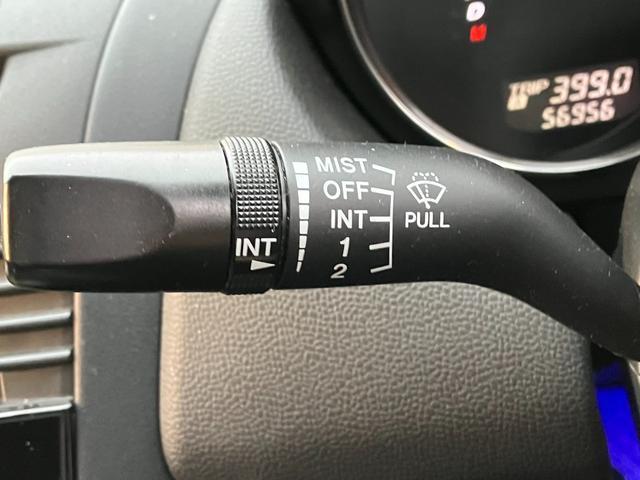 TRIP 399.0
56956
MIST
OFF
INT
1
2
PULL
INT